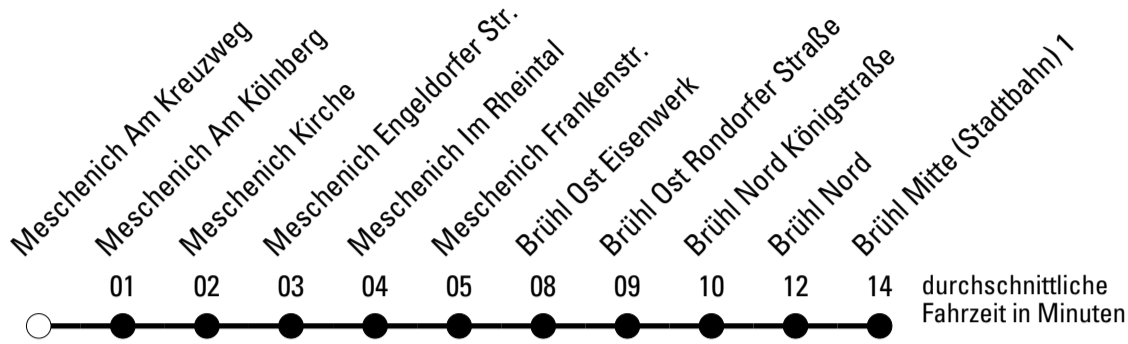 Meschenich Am Kreuzweg
Meschenich Am Kölnberg
Meschenich Kirche
Meschenich Engeldorfer Str.
Meschenich Im Rheintal
Meschenich Frankenstr.
Brühl Ost Eisenwerk
Brühl Ost Rondorfer Straße
Brühl Nord Königstraße
Brühl Nord
Brühl Mitte (Stadtbahn) 1
01 02 03 04 05 08 09 10 12 14
durchschnittliche
Fahrzeit in Minuten